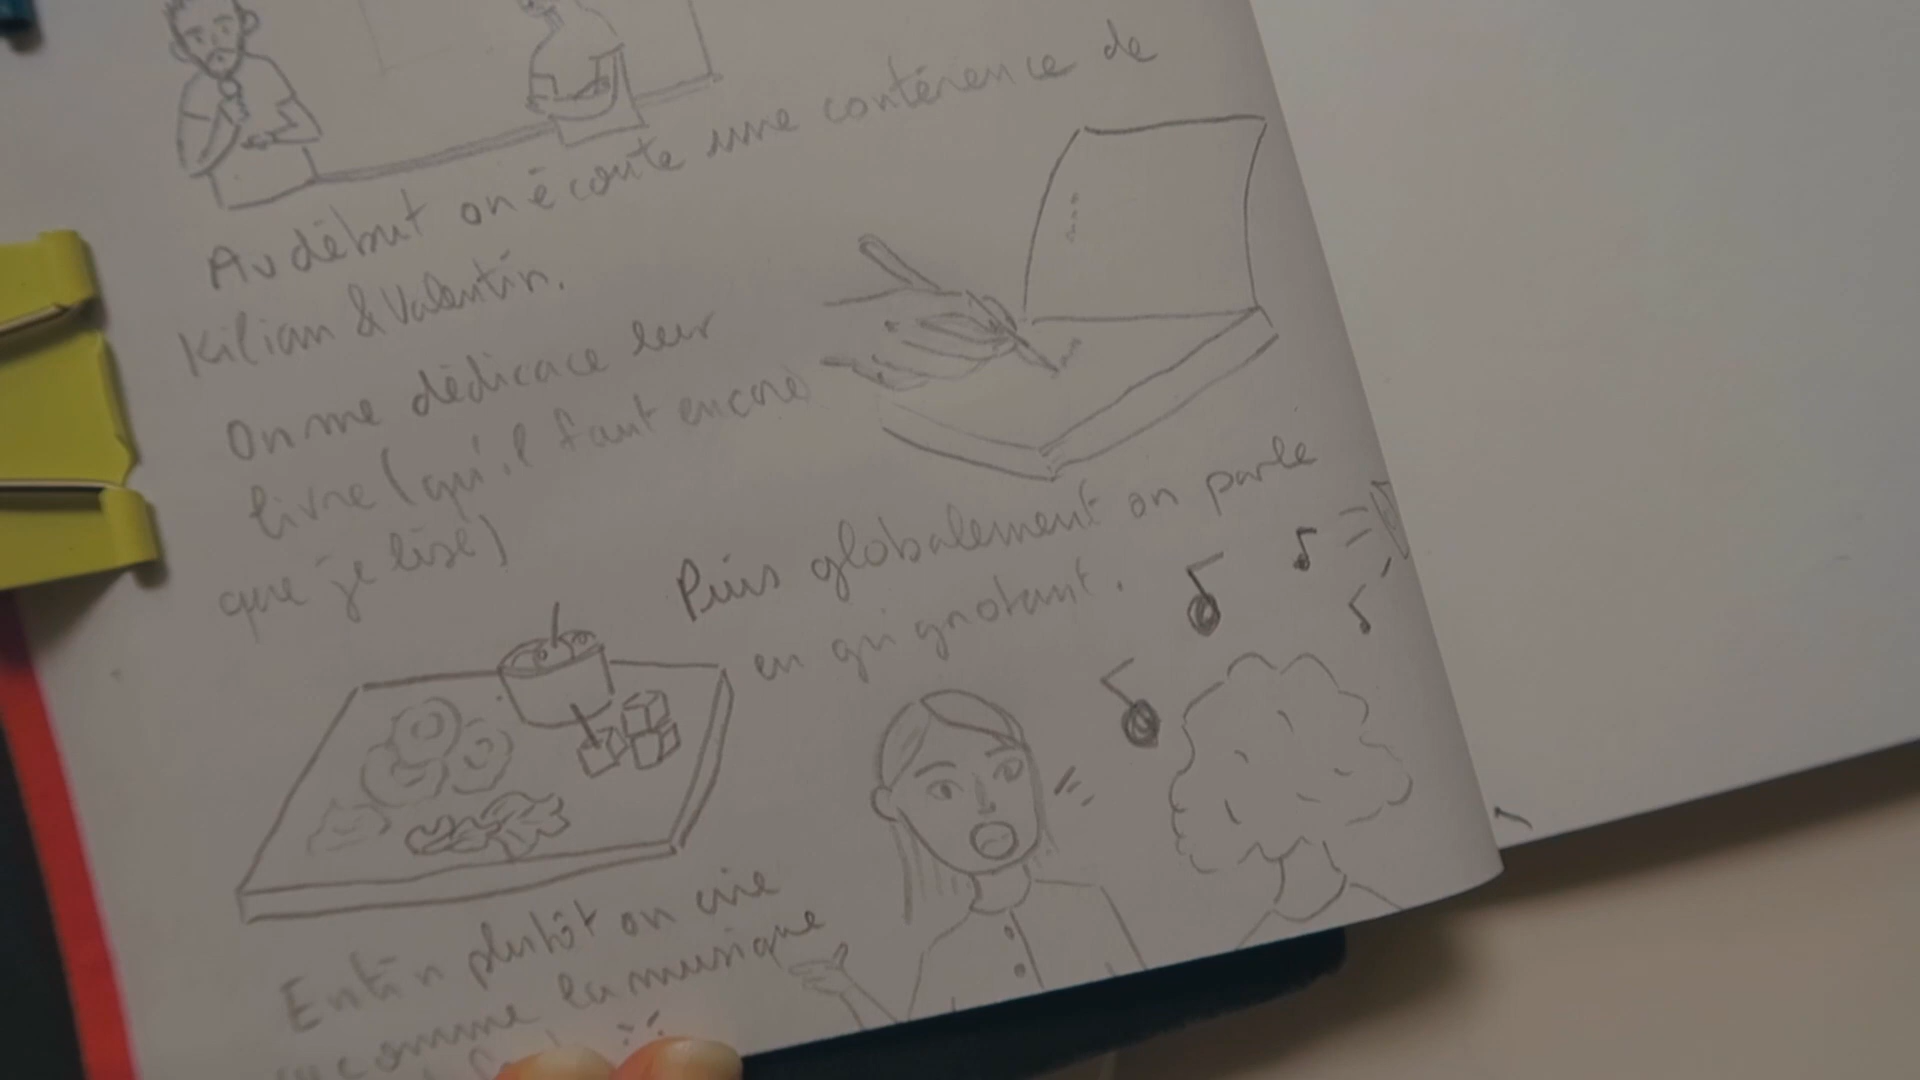 Au début on écoute une conférence de
Kilian & Valentin.
On me dédicace leur
livre (qu'il faut encore
que je lise)
Puis globalement on parle
en grignotant.
Enfin plutôt on crie
comme la musique